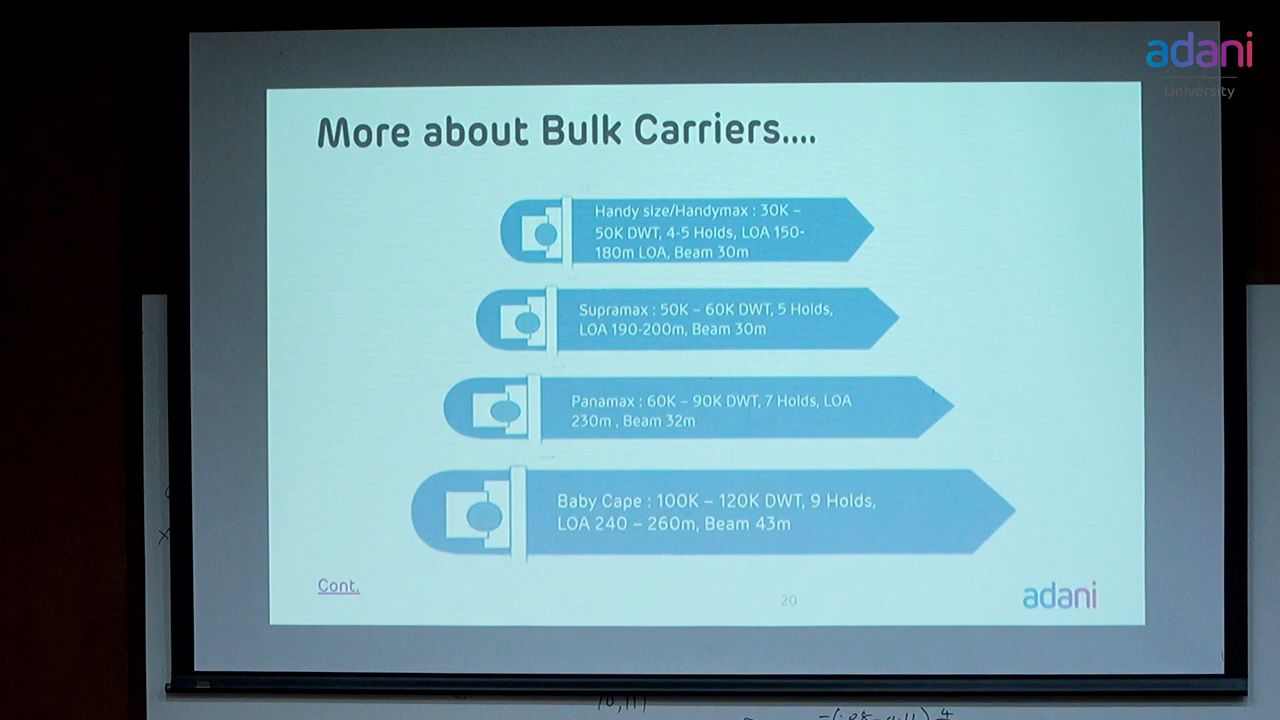 adani
University
More about Bulk Carriers....
Handy size/Handymax : 30K –
50K DWT, 4-5 Holds, LOA 150-
180m LOA, Beam 30m
Supramax : 50K – 60K DWT, 5 Holds,
LOA 190-200m, Beam 30m
Panamax : 60K – 90K DWT, 7 Holds, LOA
230m , Beam 32m
Baby Cape : 100K – 120K DWT, 9 Holds,
LOA 240 – 260m, Beam 43m
Cont.
20
adani